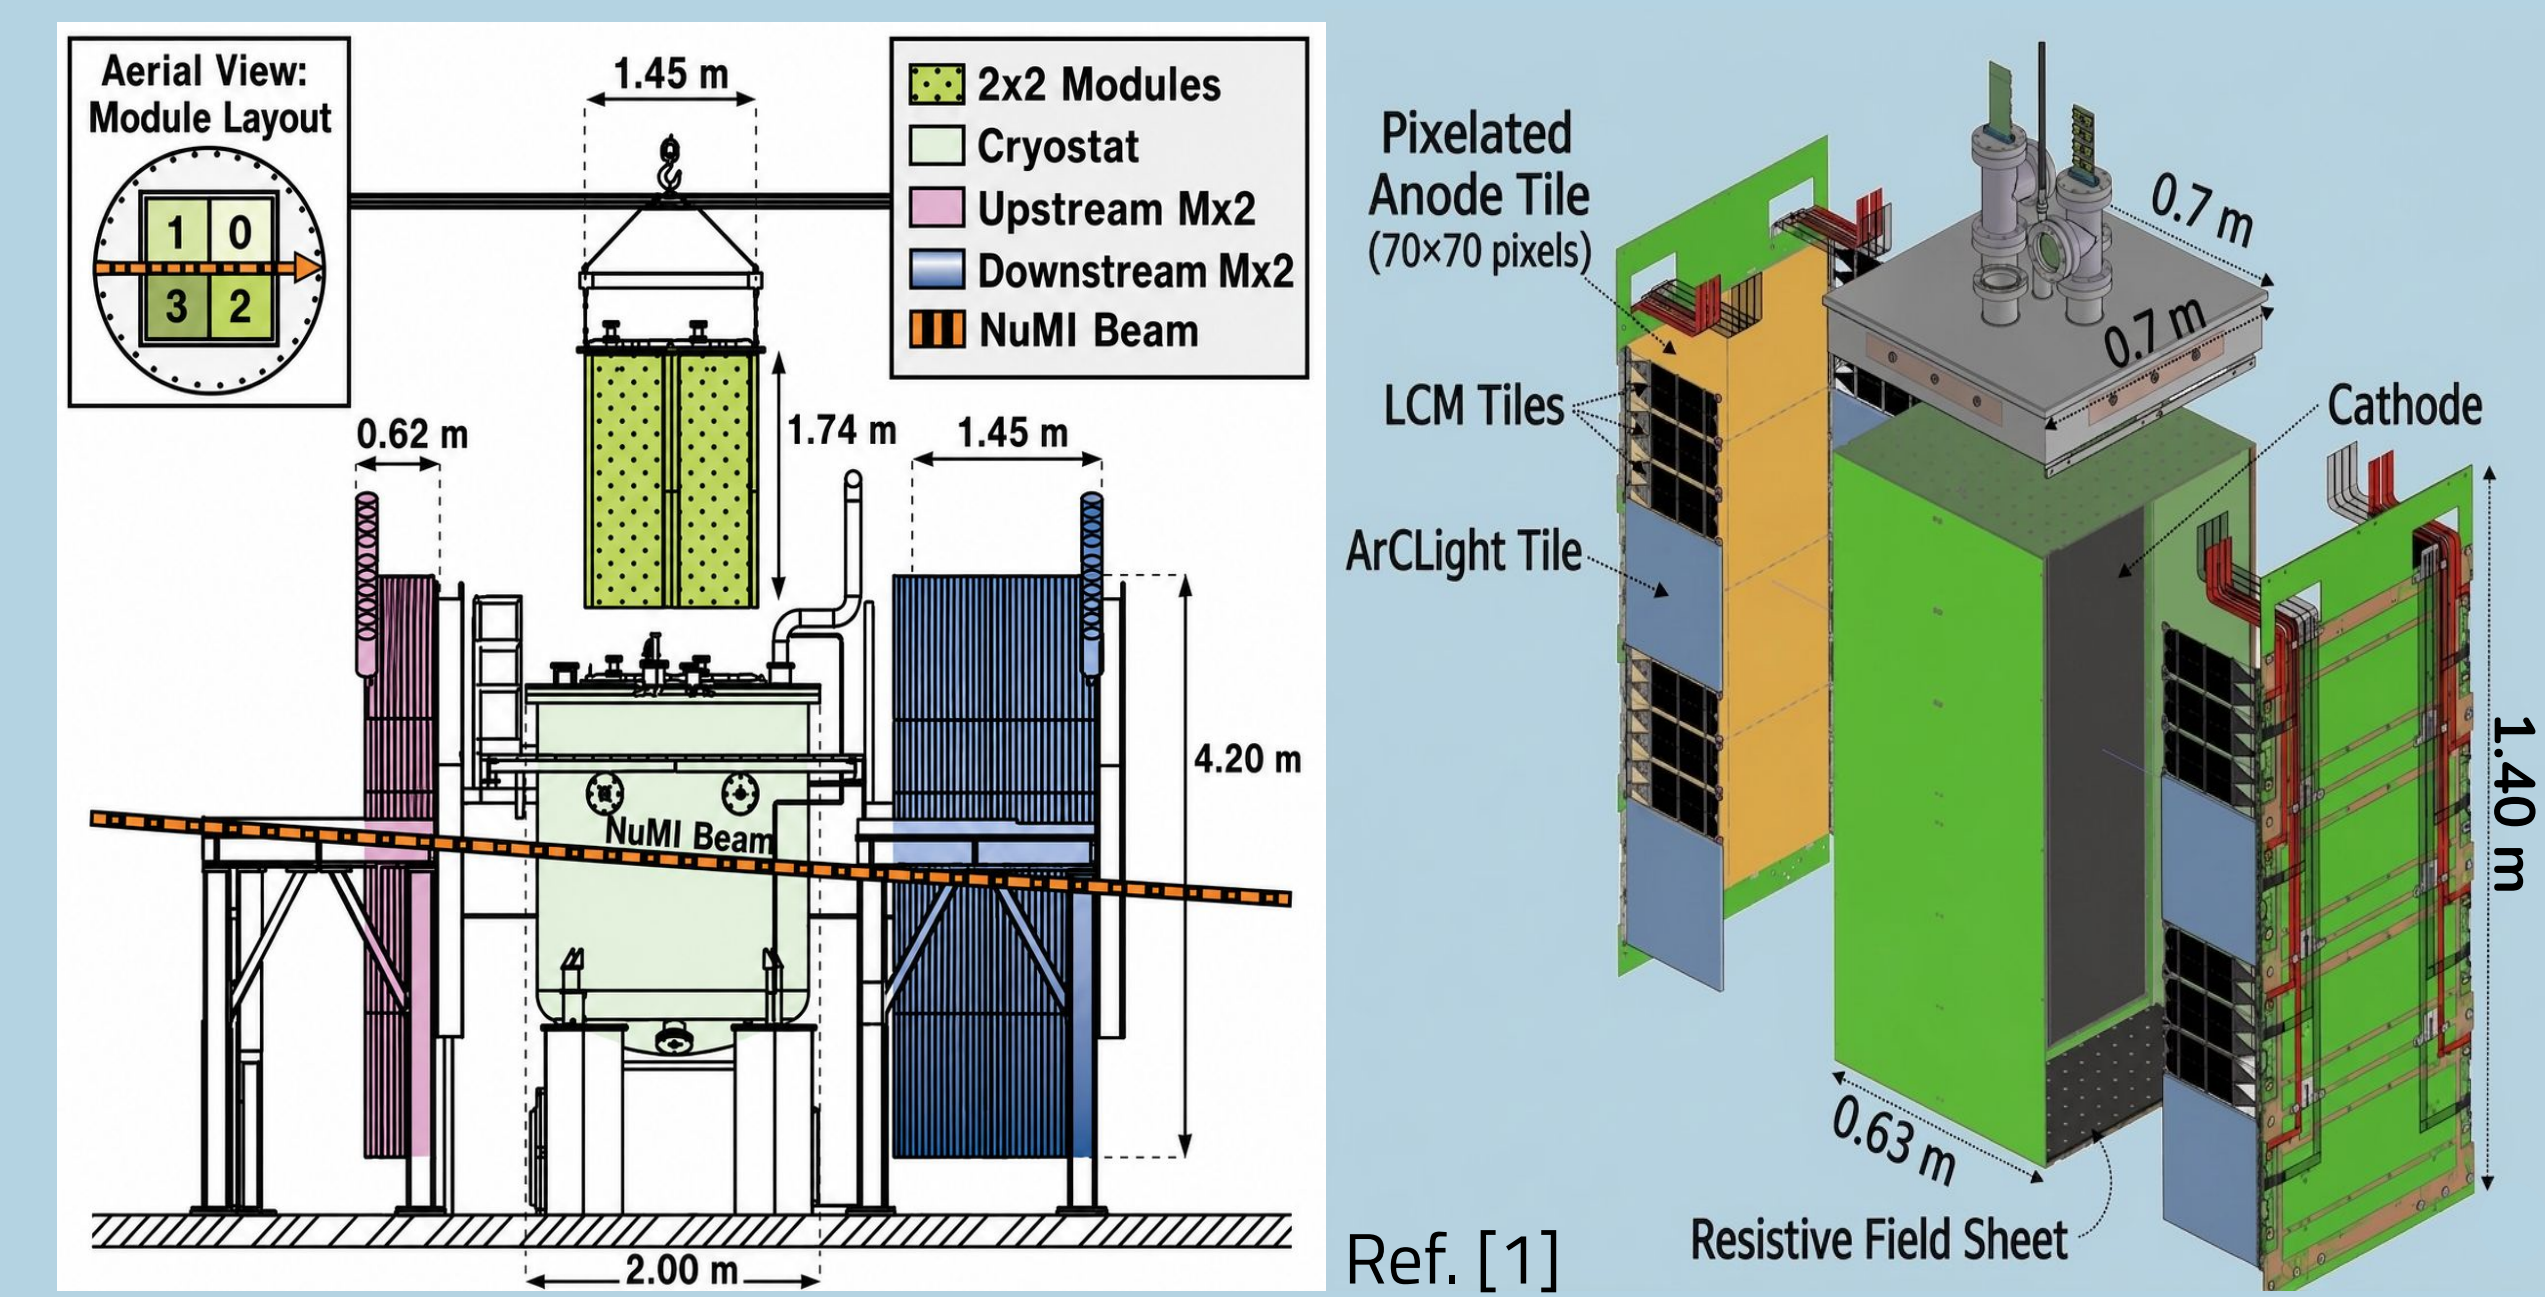 Aerial View:
Module Layout
1 0
3 2
1.45 m
2x2 Modules
Cryostat
Upstream Mx2
Downstream Mx2
NuMI Beam
0.62 m
1.74 m
1.45 m
4.20 m
NuMI Beam
2.00 m
Pixelated
Anode Tile
(70×70 pixels)
LCM Tiles
ArCLight Tile
0.7 m
0.7 m
Cathode
1.40 m
0.63 m
Resistive Field Sheet
Ref. [1]